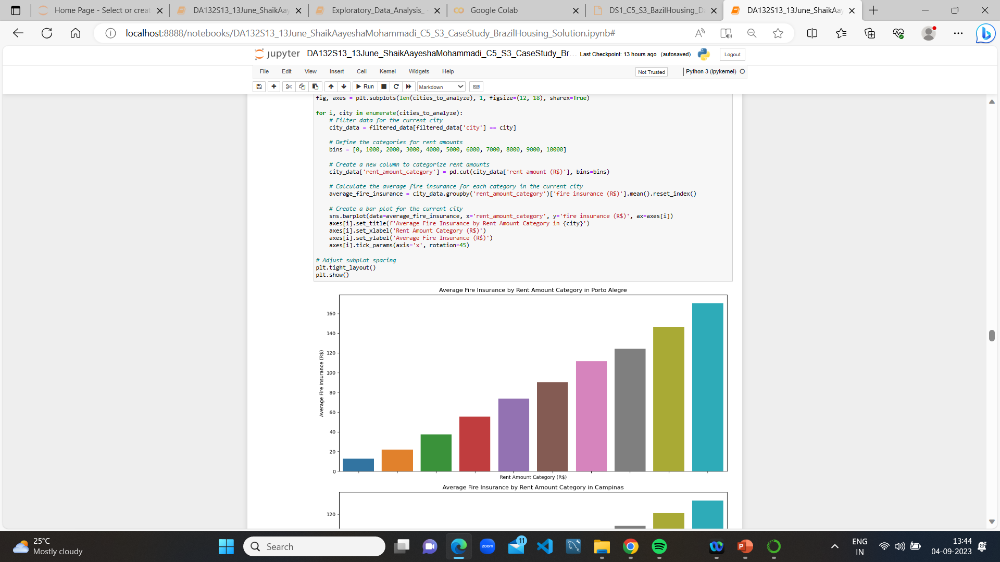 Home Page - Select or creat
DA132S13_13June_ShaikAay
Exploratory_Data_Analysis_
Google Colab
DS1_C5_S3_BazilHousing_D
DA132S13_13June_ShaikAay
localhost:8888/notebooks/DA132S13_13June_ShaikAayeshaMohammadi_C5_S3_CaseStudy_BrazilHousing_Solution.ipynb#
jupyter DA132S13_13June_ShaikAayeshaMohammadi_C5_S3_CaseStudy_Br... Last Checkpoint: 13 hours ago (autosaved)
Logout
File Edit View Insert Cell Kernel Widgets Help
Not Trusted
Python 3 (ipykernel)
Run
Markdown
fig, axes = plt.subplots(len(cities_to_analyze), 1, figsize=(12, 18), sharex=True)
for i, city in enumerate(cities_to_analyze):
# Filter data for the current city
city_data = filtered_data[filtered_data['city'] == city]
# Define the categories for rent amounts
bins = [0, 1000, 2000, 3000, 4000, 5000, 6000, 7000, 8000, 9000, 10000]
# Create a new column to categorize rent amounts
city_data['rent_amount_category'] = pd.cut(city_data['rent amount (R$)'], bins=bins)
# Calculate the average fire insurance for each category in the current city
average_fire_insurance = city_data.groupby('rent_amount_category')['fire insurance (R$)'].mean().reset_index()
# Create a bar plot for the current city
sns.barplot(data=average_fire_insurance, x='rent_amount_category', y='fire insurance (R$)', ax=axes[i])
axes[i].set_title(f'Average Fire Insurance by Rent Amount Category in {city}')
axes[i].set_xlabel('Rent Amount Category (R$)')
axes[i].set_ylabel('Average Fire Insurance (R$)')
axes[i].tick_params(axis='x', rotation=45)
# Adjust subplot spacing
plt.tight_layout()
plt.show()
Average Fire Insurance by Rent Amount Category in Porto Alegre
160
140
120
100
80
60
40
20
0
Average Fire Insurance (R$)
Rent Amount Category (R$)
Average Fire Insurance by Rent Amount Category in Campinas
120
25°C
Mostly cloudy
Search
zoom
11
ENG
IN
13:44
04-09-2023